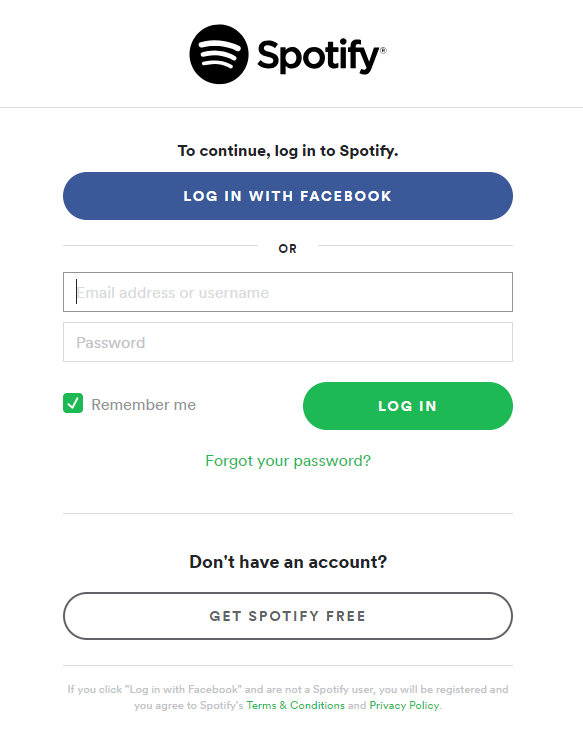 Spotify®
To continue, log in to Spotify.
LOG IN WITH FACEBOOK
OR
Email address or username
Password
Remember me
LOG IN
Forgot your password?
Don't have an account?
GET SPOTIFY FREE
If you click "Log in with Facebook" and are not a Spotify user, you will be registered and
you agree to Spotify's Terms & Conditions and Privacy Policy.